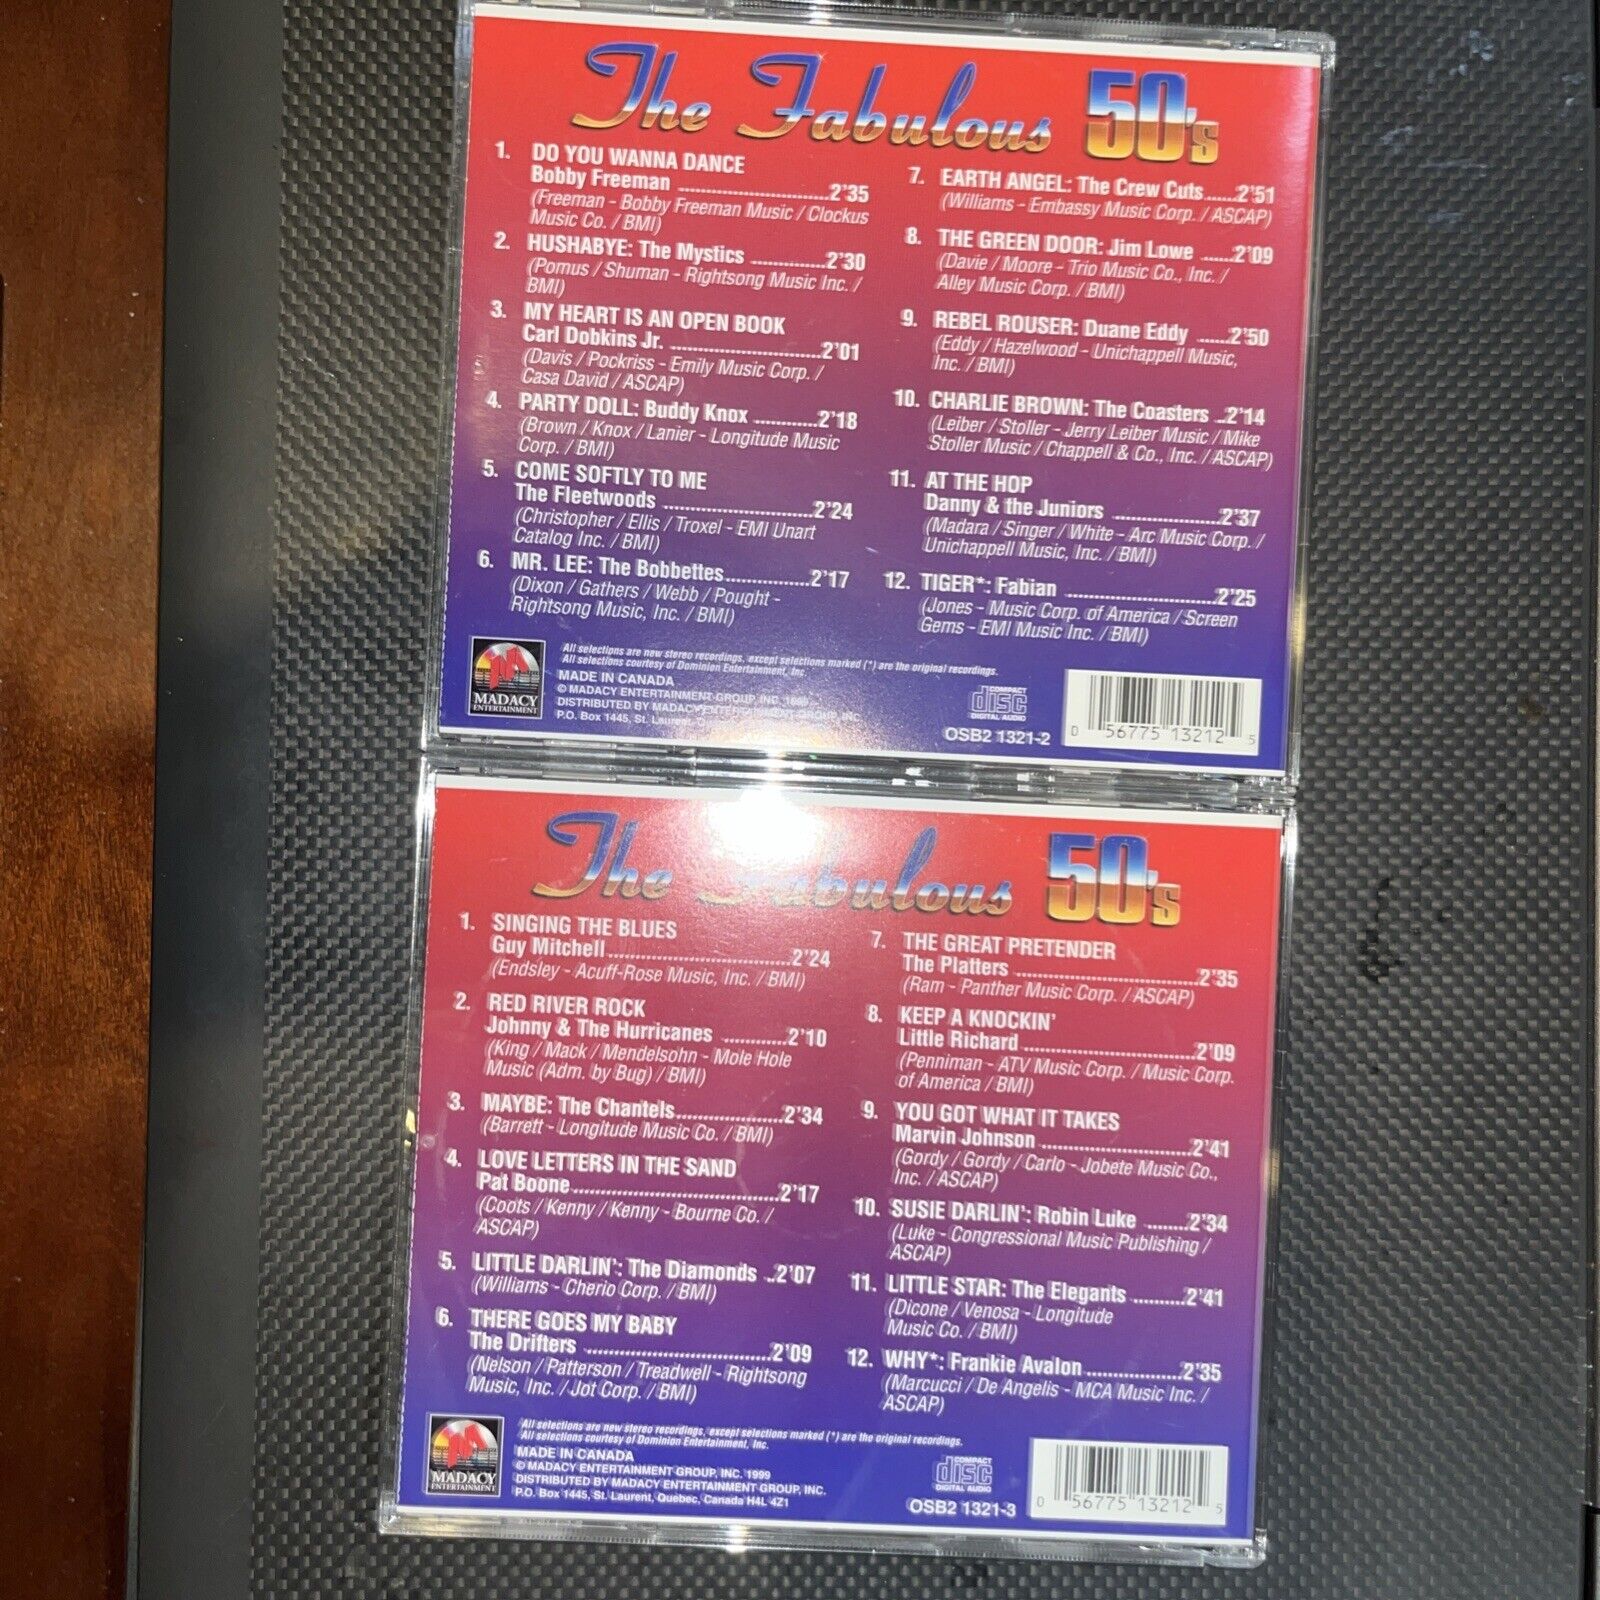 The Fabulous 50's
1. DO YOU WANNA DANCE
Bobby Freeman ..........2'35
(Freeman - Bobby Freeman Music / Clockus
Music Co. / BMI)
2. HUSHABYE: The Mystics ..........2'30
(Pomus / Shuman - Rightsong Music Inc. /
BMI)
3. MY HEART IS AN OPEN BOOK
Carl Dobkins Jr. ..........2'01
(Davis / Pockriss - Emily Music Corp. /
Casa David / ASCAP)
4. PARTY DOLL: Buddy Knox ..........2'18
(Brown / Knox / Lanier - Longitude Music
Corp. / BMI)
5. COME SOFTLY TO ME
The Fleetwoods ..........2'24
(Christopher / Ellis / Troxel - EMI Unart
Catalog Inc. / BMI)
6. MR. LEE: The Bobbettes..........2'17
(Dixon / Gathers / Webb / Pought -
Rightsong Music, Inc. / BMI)
7. EARTH ANGEL: The Crew Cuts......2'51
(Williams - Embassy Music Corp. / ASCAP)
8. THE GREEN DOOR: Jim Lowe ......2'09
(Davie / Moore - Trio Music Co., Inc. /
Alley Music Corp. / BMI)
9. REBEL ROUSER: Duane Eddy ......2'50
(Eddy / Hazelwood - Unichappell Music,
Inc. / BMI)
10. CHARLIE BROWN: The Coasters ..2'14
(Leiber / Stoller - Jerry Leiber Music / Mike
Stoller Music / Chappell & Co., Inc. / ASCAP)
11. AT THE HOP
Danny & the Juniors ..........2'37
(Madara / Singer / White - Arc Music Corp. /
Unichappell Music, Inc. / BMI)
12. TIGER*: Fabian ..........2'25
(Jones - Music Corp. of America / Screen
Gems - EMI Music Inc. / BMI)
MADACY
ENTERTAINMENT
All selections are new stereo recordings, except selections marked (*) are the original recordings.
All selections courtesy of Dominion Entertainment, Inc.
MADE IN CANADA
© MADACY ENTERTAINMENT GROUP, INC. 1999
DISTRIBUTED BY MADACY ENTERTAINMENT GROUP, INC.
P.O. Box 1445, St. Laurent,
COMPACT
disc
DIGITAL AUDIO
OSB2 1321-2
0 56775 13212 5
The Fabulous 50's
1. SINGING THE BLUES
Guy Mitchell..........2'24
(Endsley - Acuff-Rose Music, Inc. / BMI)
2. RED RIVER ROCK
Johnny & The Hurricanes ..........2'10
(King / Mack / Mendelsohn - Mole Hole
Music (Adm. by Bug) / BMI)
3. MAYBE: The Chantels..........2'34
(Barrett - Longitude Music Co. / BMI)
4. LOVE LETTERS IN THE SAND
Pat Boone..........2'17
(Coots / Kenny / Kenny - Bourne Co. /
ASCAP)
5. LITTLE DARLIN': The Diamonds ..2'07
(Williams - Cherio Corp. / BMI)
6. THERE GOES MY BABY
The Drifters ..........2'09
(Nelson / Patterson / Treadwell - Rightsong
Music, Inc. / Jot Corp. / BMI)
7. THE GREAT PRETENDER
The Platters ..........2'35
(Ram - Panther Music Corp. / ASCAP)
8. KEEP A KNOCKIN'
Little Richard..........2'09
(Penniman - ATV Music Corp. / Music Corp.
of America / BMI)
9. YOU GOT WHAT IT TAKES
Marvin Johnson ..........2'41
(Gordy / Gordy / Carlo - Jobete Music Co.,
Inc. / ASCAP)
10. SUSIE DARLIN': Robin Luke ........2'34
(Luke - Congressional Music Publishing /
ASCAP)
11. LITTLE STAR: The Elegants ..........2'41
(Dicone / Venosa - Longitude
Music Co. / BMI)
12. WHY*: Frankie Avalon..........2'35
(Marcucci / De Angelis - MCA Music Inc. /
ASCAP)
MADACY
ENTERTAINMENT
All selections are new stereo recordings, except selections marked (*) are the original recordings.
All selections courtesy of Dominion Entertainment, Inc.
MADE IN CANADA
© MADACY ENTERTAINMENT GROUP, INC. 1999
DISTRIBUTED BY MADACY ENTERTAINMENT GROUP, INC.
P.O. Box 1445, St. Laurent, Quebec, Canada H4L 4Z1
COMPACT
disc
DIGITAL AUDIO
OSB2 1321-3
0 56775 13212 5